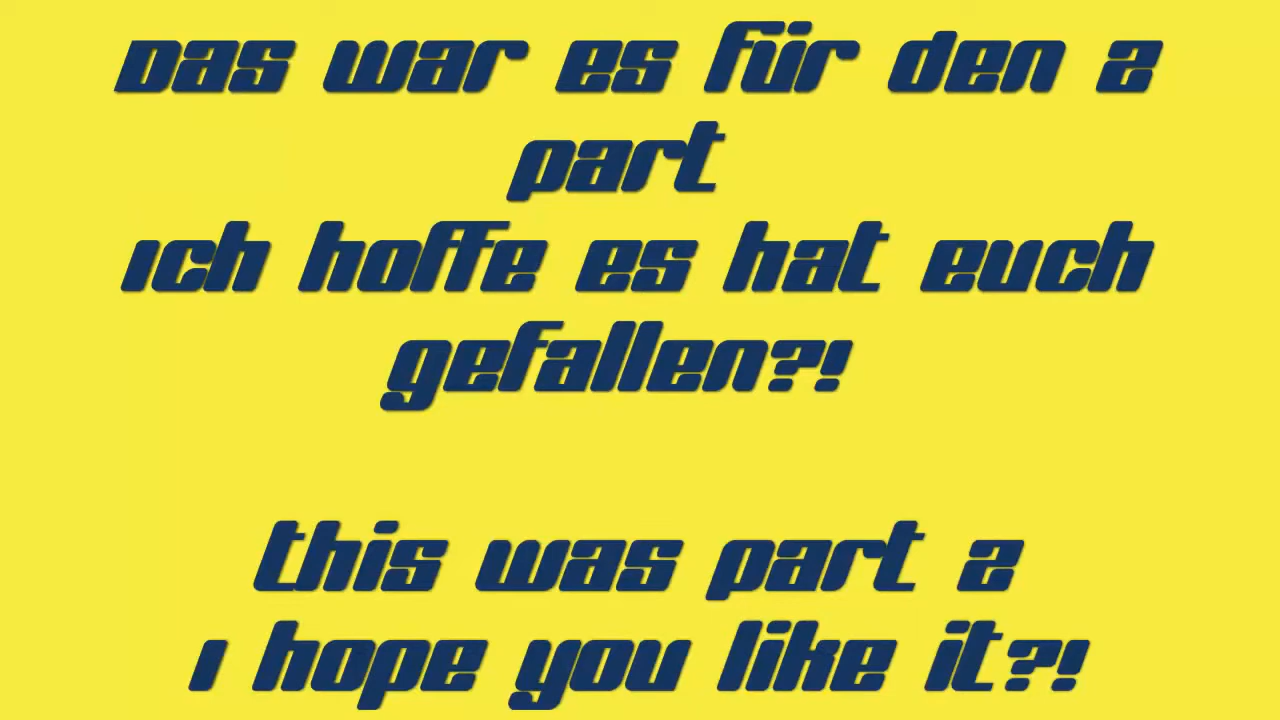 Das war es für den 2
part
ich hoffe es hat euch
gefallen?!
this was part 2
i hope you like it?!